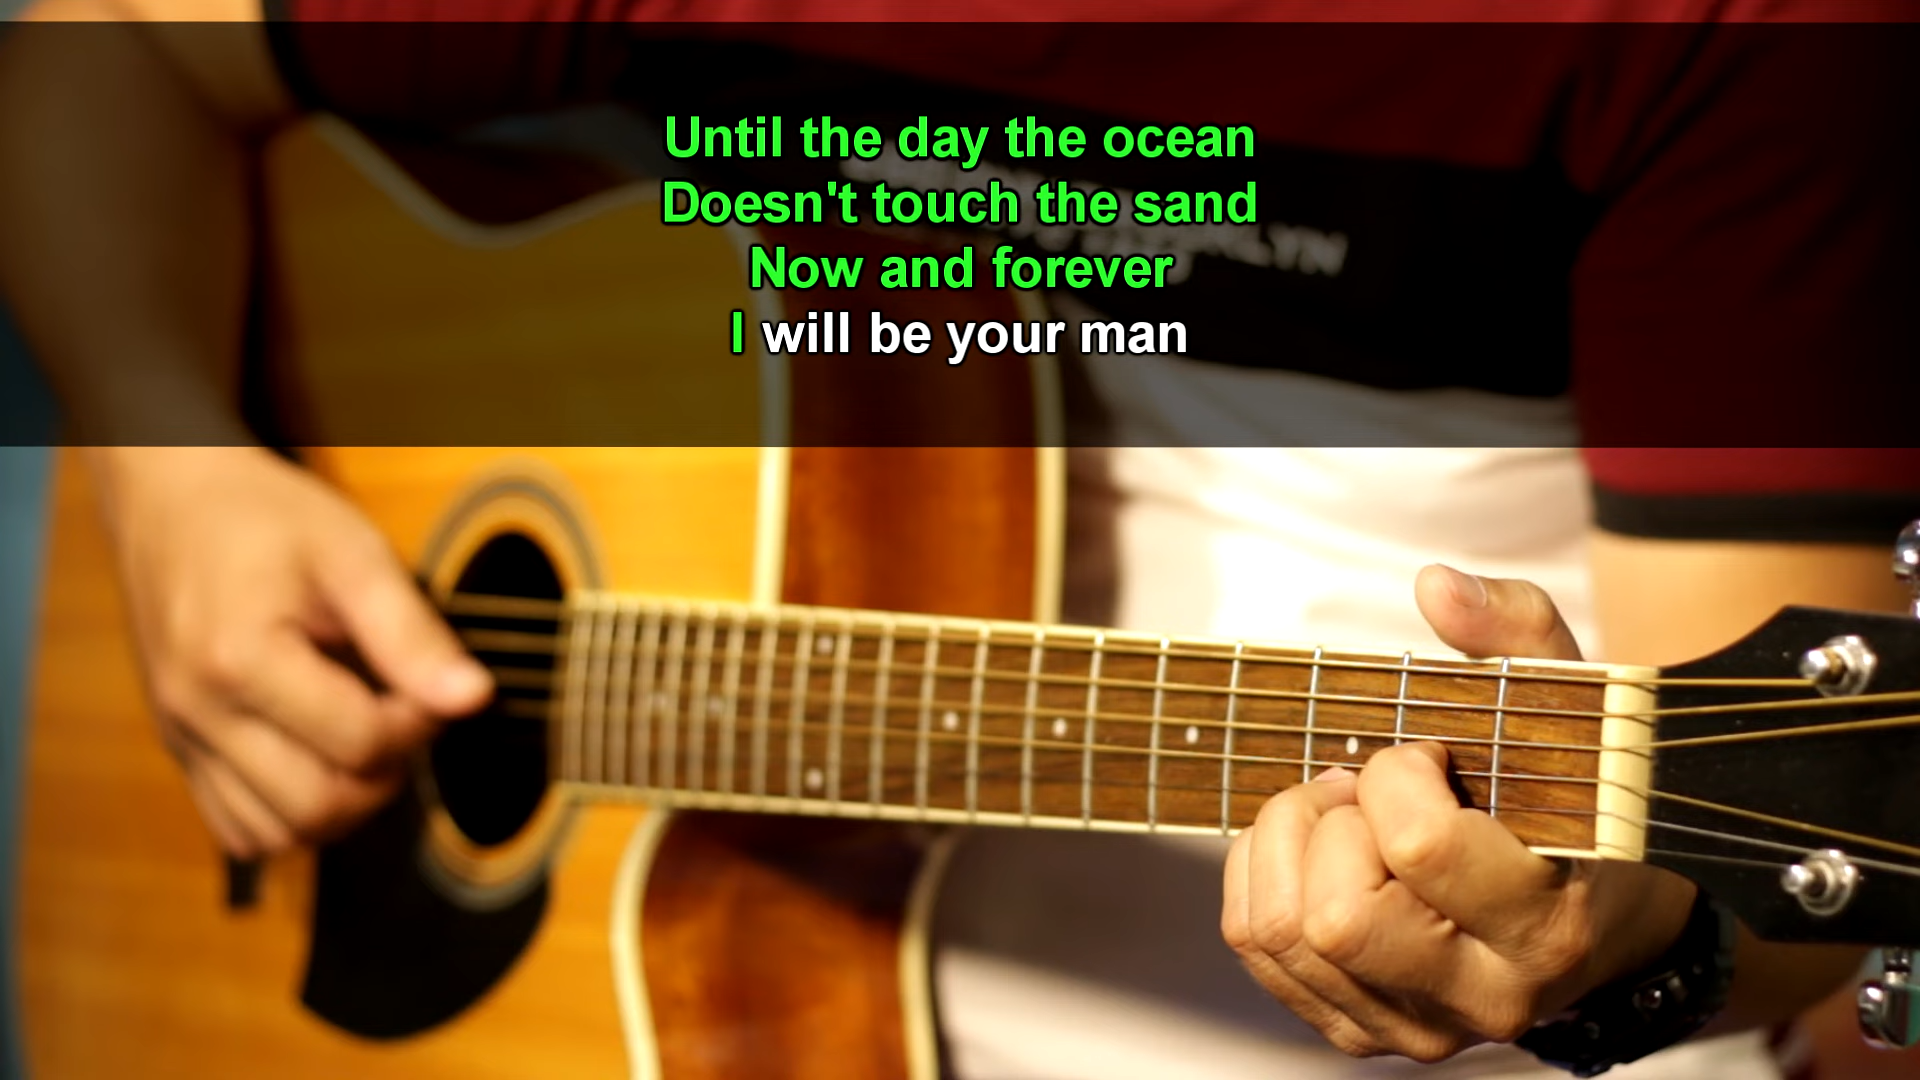 Until the day the ocean
Doesn't touch the sand
Now and forever
I will be your man